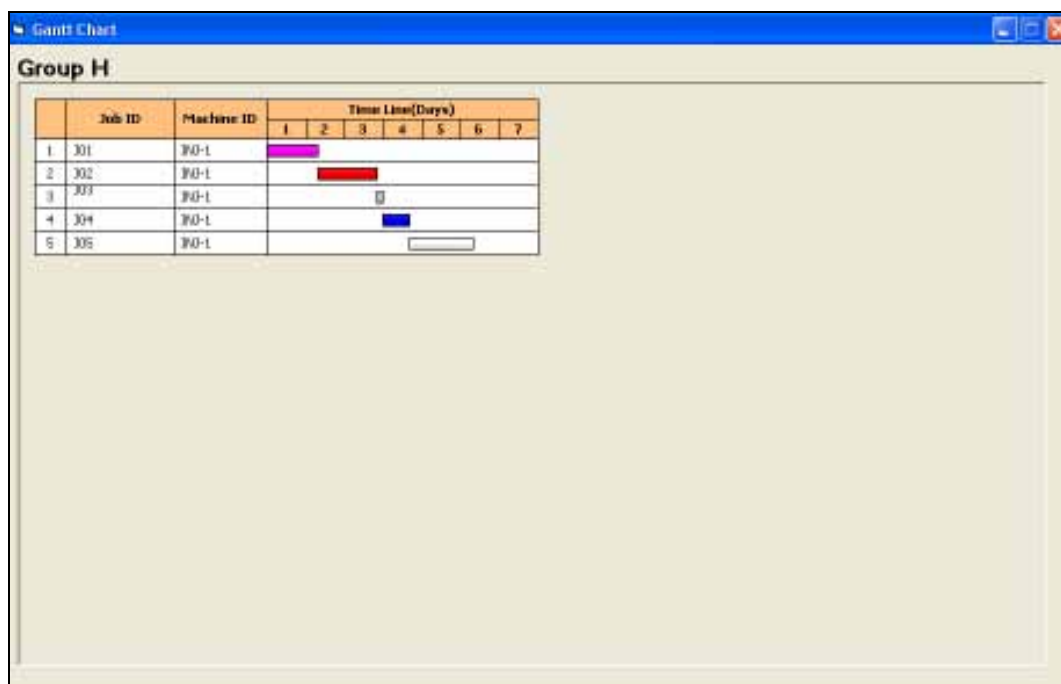 Gantt Chart
Group H
Job ID Machine ID Time Line(Days)
1 2 3 4 5 6 7
1 J01
2 J02
3 J03
4 J04
5 J05